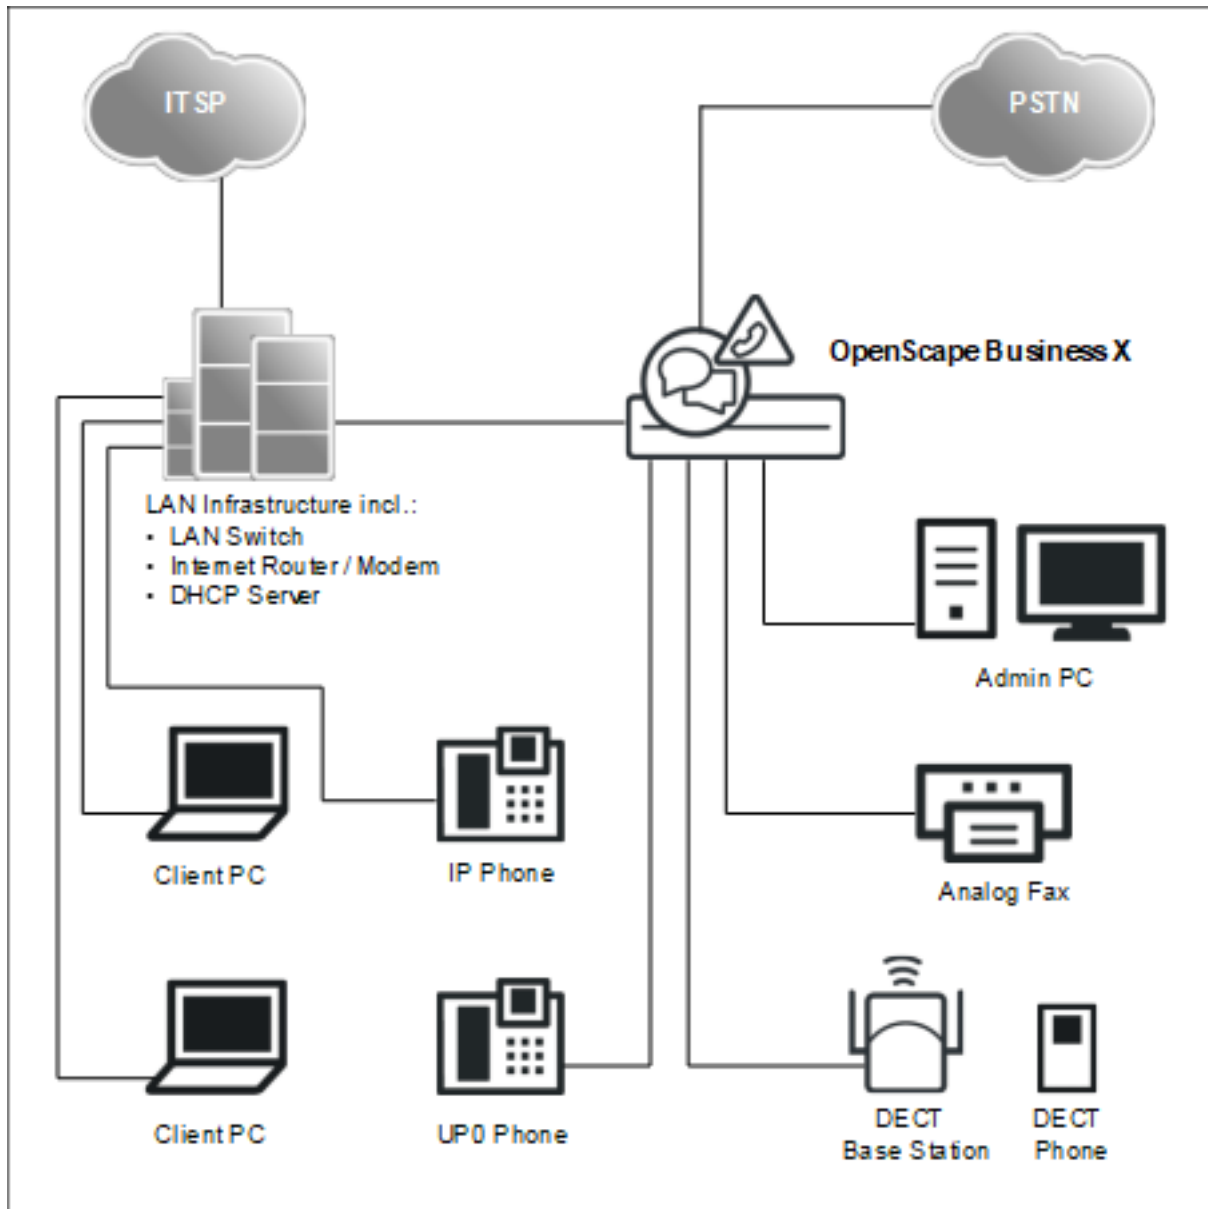 ITSP
PSTN
OpenScape Business X
LAN Infrastructure incl.:
• LAN Switch
• Internet Router / Modem
• DHCP Server
Admin PC
Client PC
IP Phone
Analog Fax
Client PC
UP0 Phone
DECT
Base Station
DECT
Phone